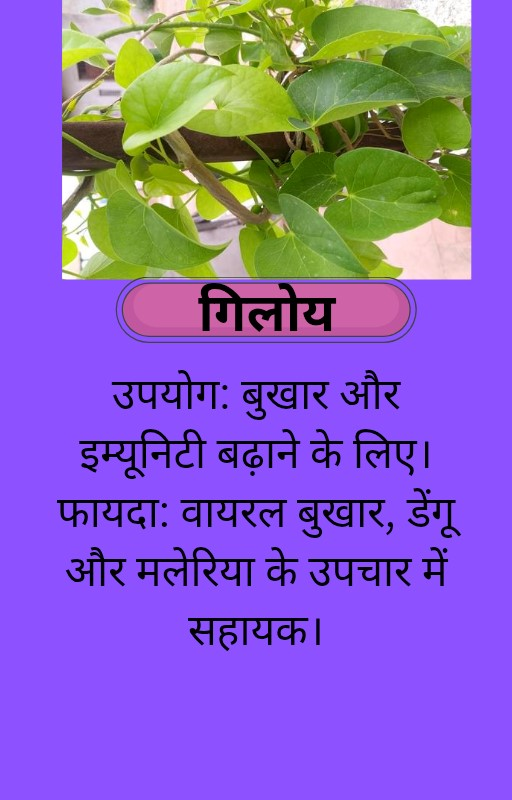 गिलोय
उपयोग: बुखार और
इम्यूनिटी बढ़ाने के लिए।
फायदा: वायरल बुखार, डेंगू
और मलेरिया के उपचार में
सहायक।